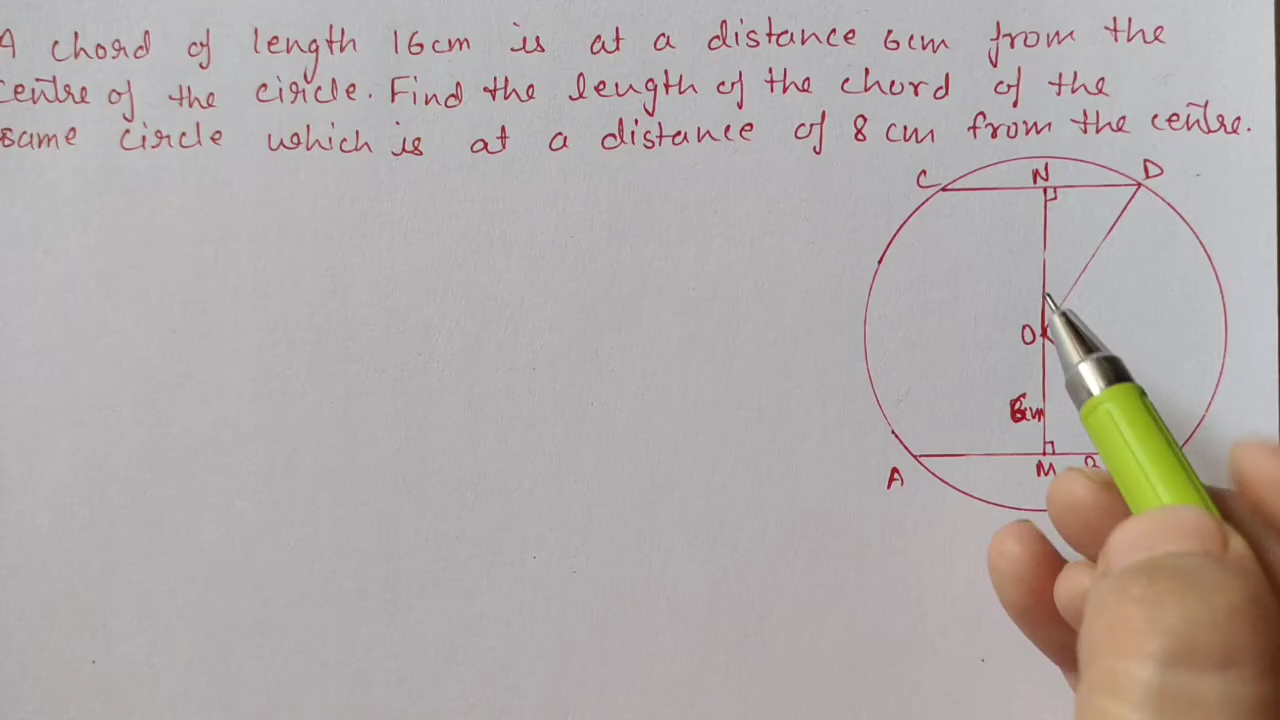 A chord of length 16cm is at a distance 6cm from the
centre of the circle. Find the length of the chord of the
same circle which is at a distance of 8 cm from the centre.
C N D
O
6cm
A M